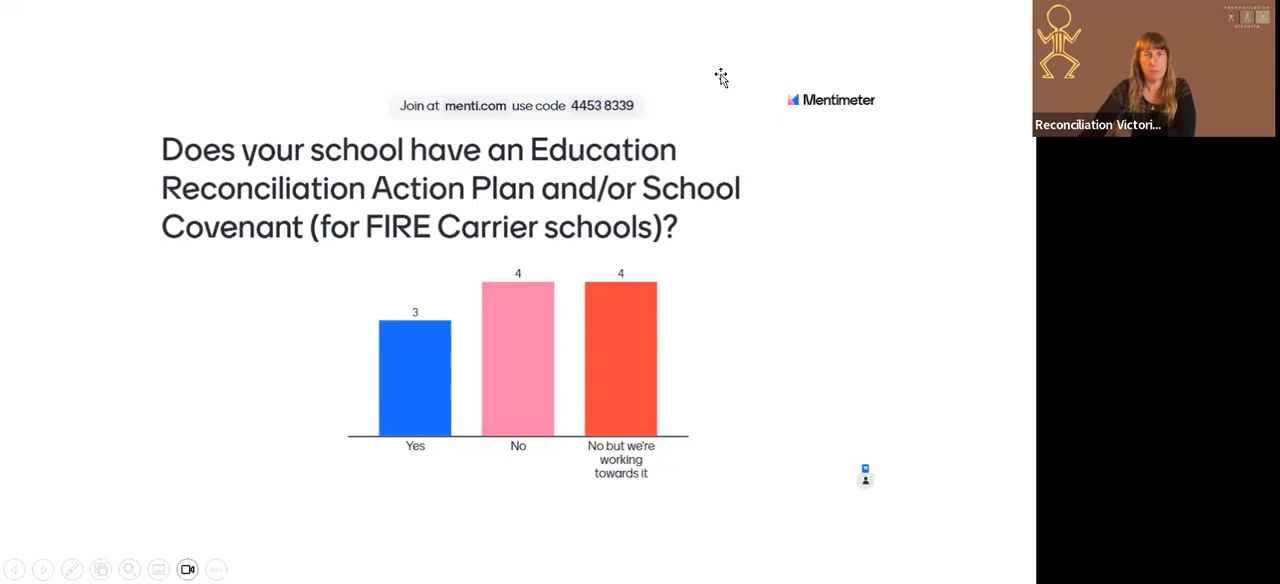 Join at menti.com use code 4453 8339
Mentimeter
Does your school have an Education
Reconciliation Action Plan and/or School
Covenant (for FIRE Carrier schools)?
3
4
4
Yes
No
No but we're
working
towards it
reconciliation
victoria
Reconciliation Victori...